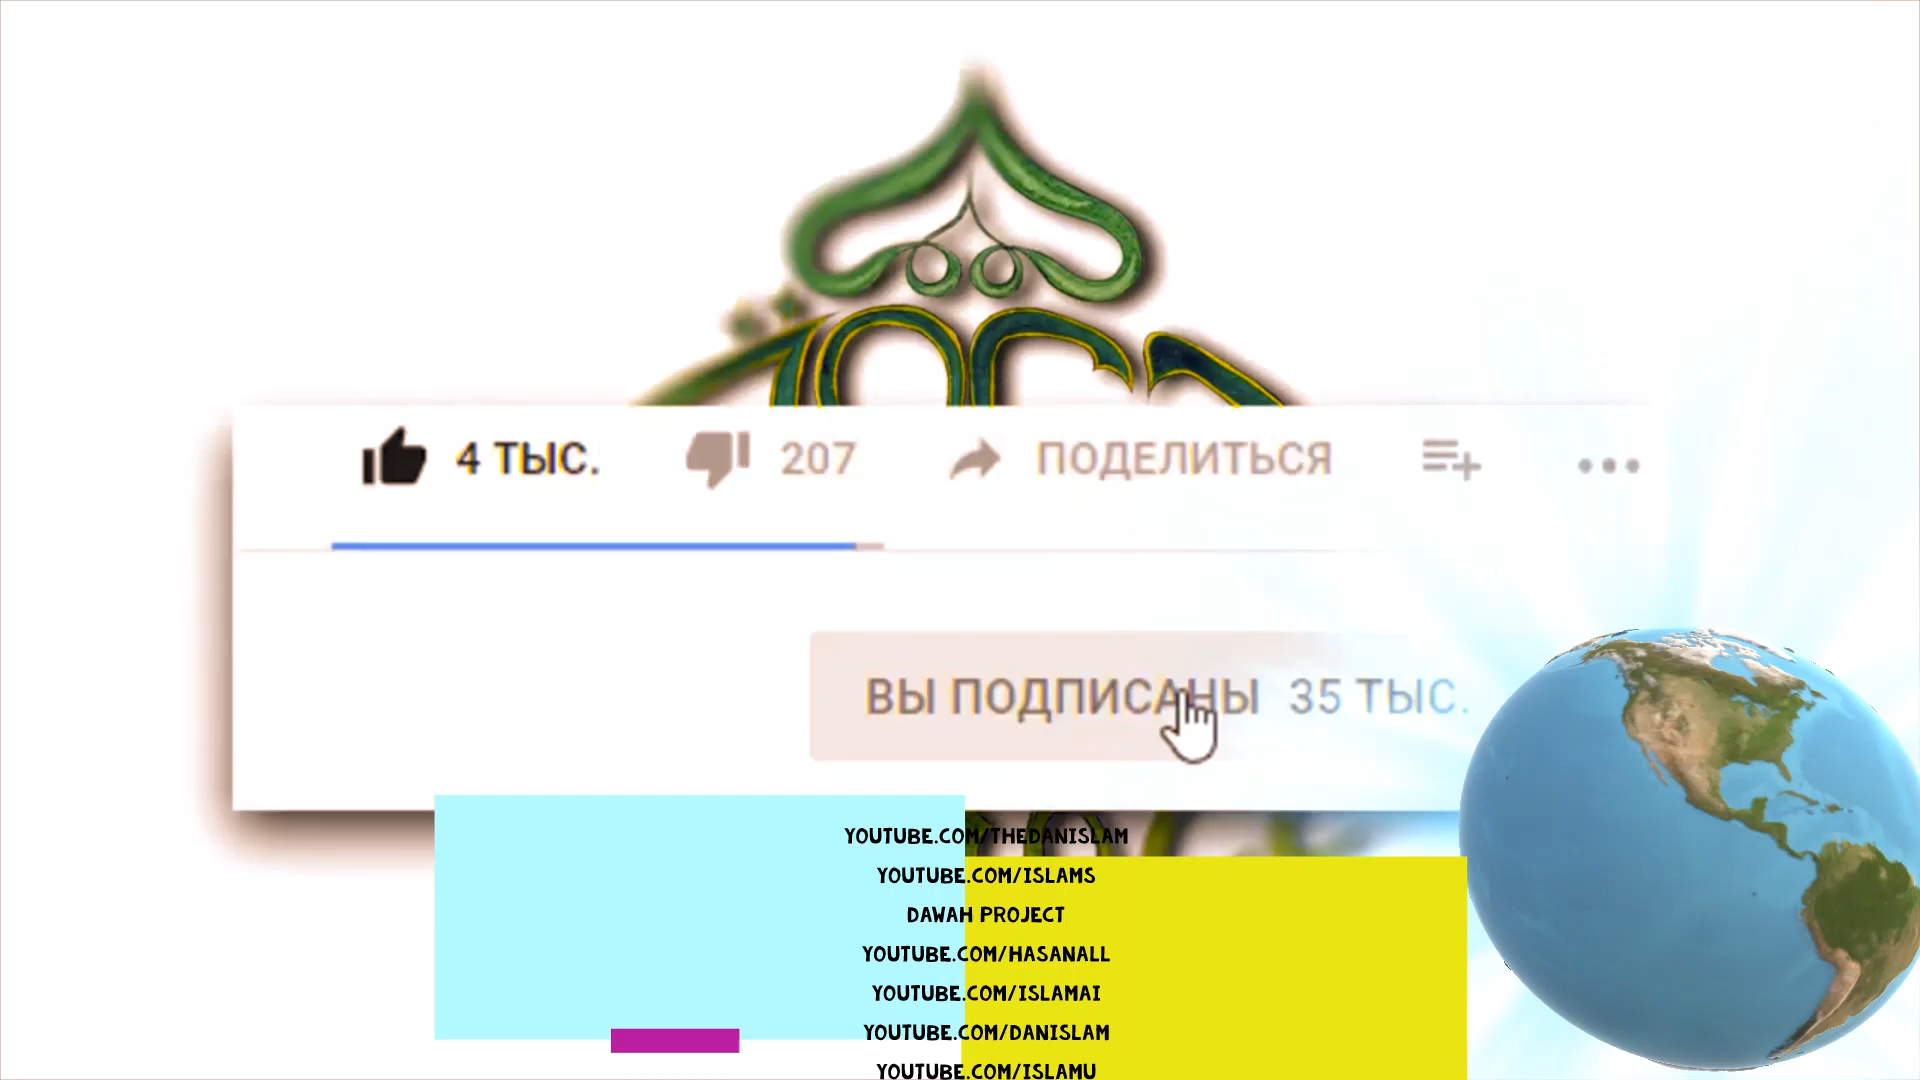 4 ТЫС. 207 ПОДЕЛИТЬСЯ
ВЫ ПОДПИСАНЫ 35 ТЫС.
YOUTUBE.COM/THEDANISLAM
YOUTUBE.COM/ISLAMS
DAWAH PROJECT
YOUTUBE.COM/HASANALL
YOUTUBE.COM/ISLAMAI
YOUTUBE.COM/DANISLAM
YOUTUBE.COM/ISLAMU